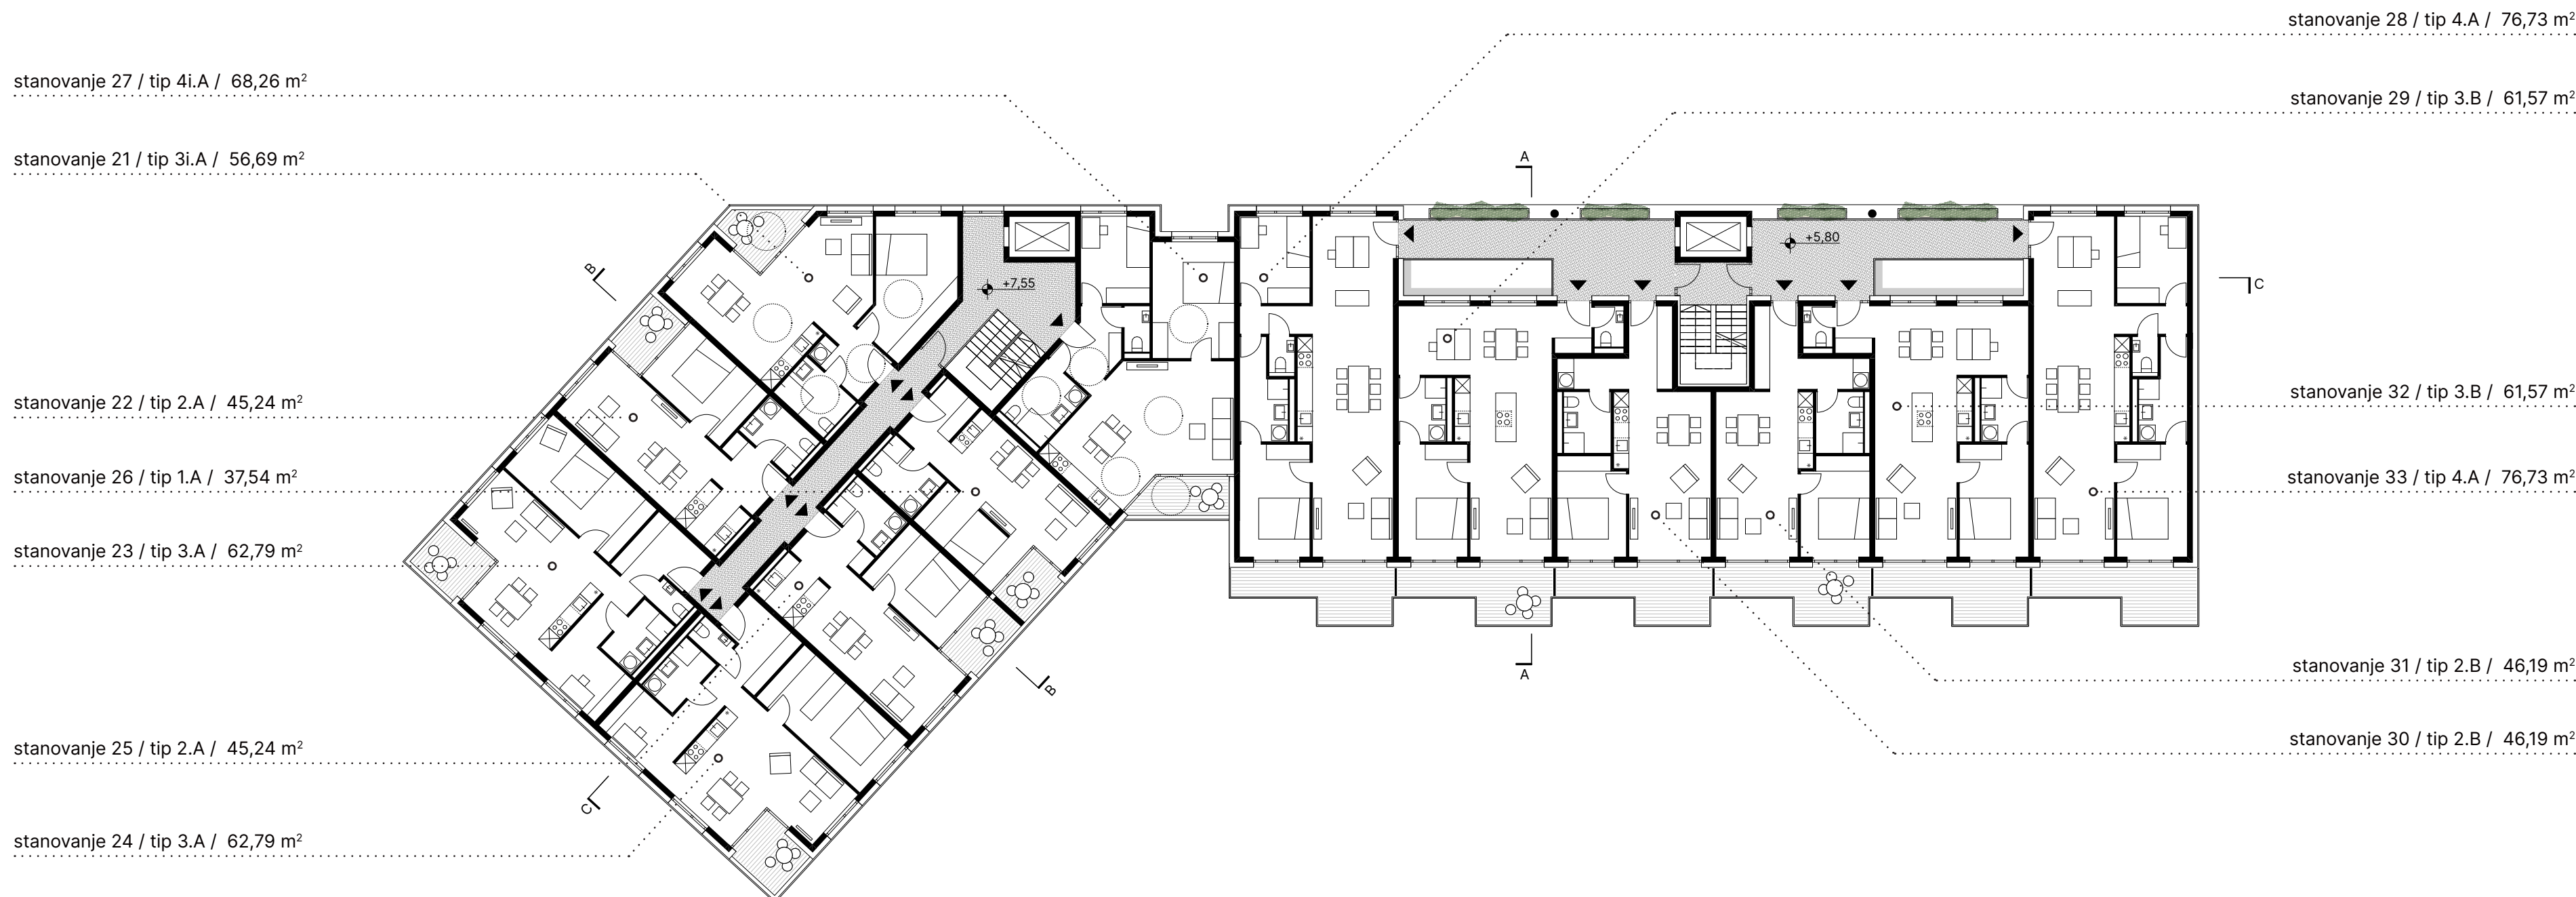 stanovanje 28 / tip 4.A / 76,73 m²
stanovanje 27 / tip 4i.A / 68,26 m²
stanovanje 29 / tip 3.B / 61,57 m²
stanovanje 21 / tip 3i.A / 56,69 m²
A
B
+5,80
+7,55
C
stanovanje 22 / tip 2.A / 45,24 m²
stanovanje 32 / tip 3.B / 61,57 m²
stanovanje 26 / tip 1.A / 37,54 m²
stanovanje 33 / tip 4.A / 76,73 m²
stanovanje 23 / tip 3.A / 62,79 m²
stanovanje 31 / tip 2.B / 46,19 m²
A
B
stanovanje 25 / tip 2.A / 45,24 m²
stanovanje 30 / tip 2.B / 46,19 m²
C
stanovanje 24 / tip 3.A / 62,79 m²